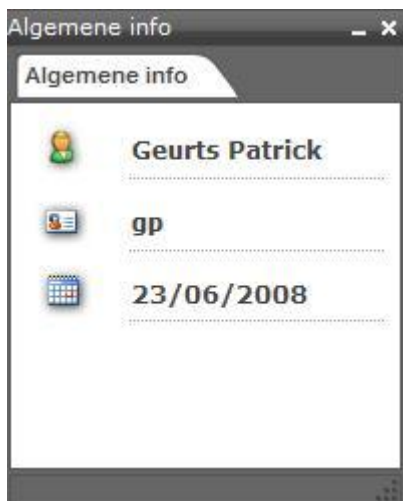 Algemene info
Algemene info
Geurts Patrick
gp
23/06/2008